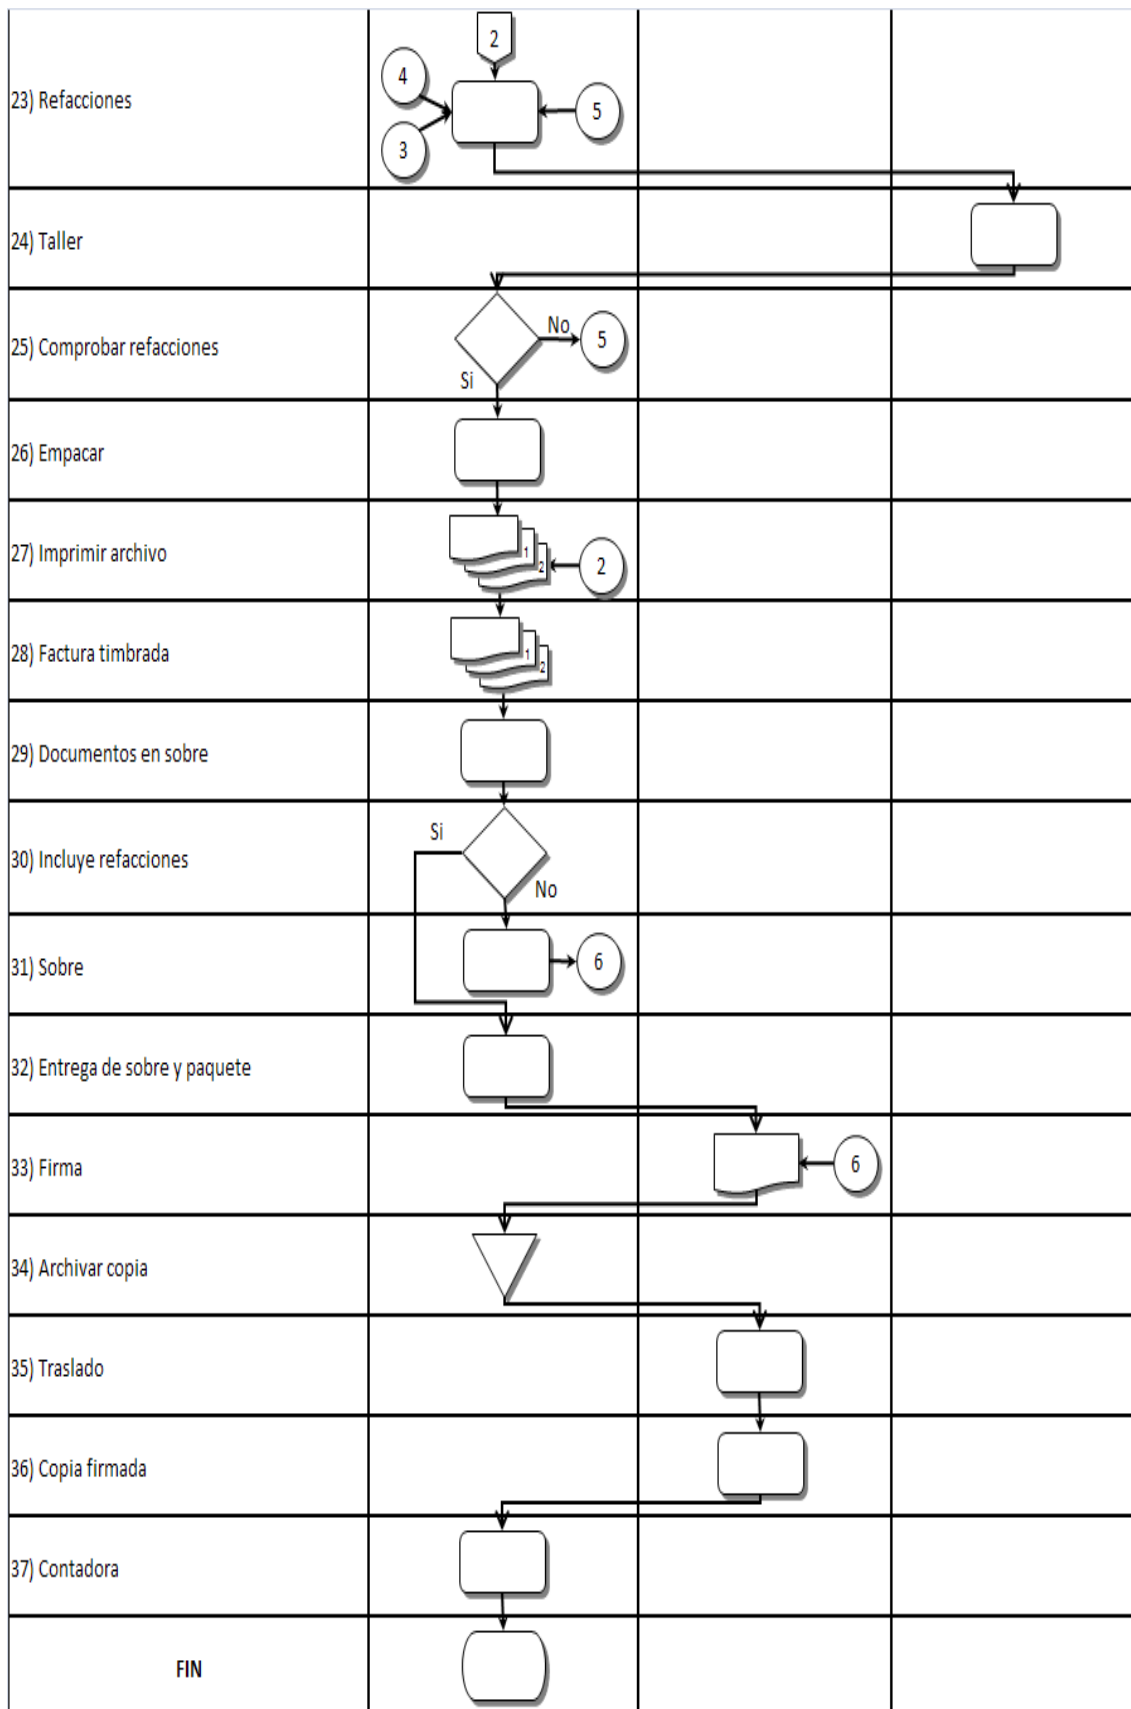 2
4
23) Refacciones
5
3
24) Taller
No
5
25) Comprobar refacciones
Si
26) Empacar
27) Imprimir archivo
1
2
2
28) Factura timbrada
1
2
29) Documentos en sobre
Si
30) Incluye refacciones
No
31) Sobre
6
32) Entrega de sobre y paquete
33) Firma
6
34) Archivar copia
35) Traslado
36) Copia firmada
37) Contadora
FIN